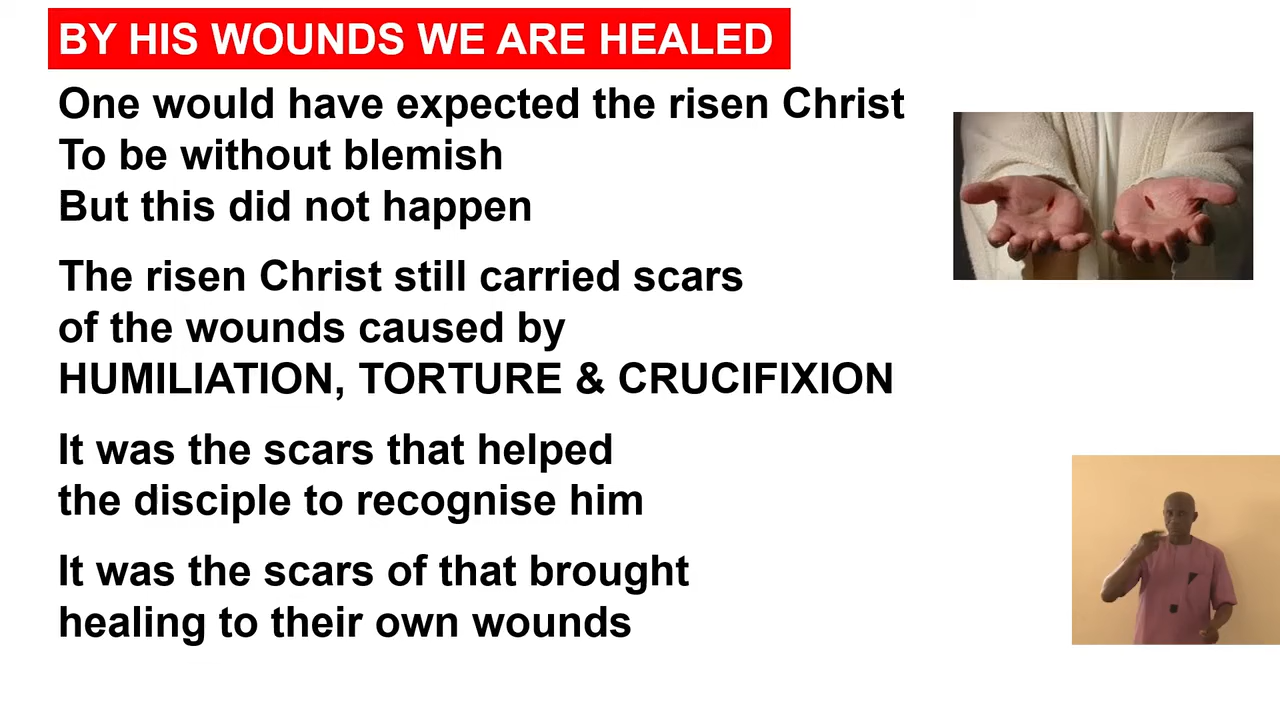 BY HIS WOUNDS WE ARE HEALED
One would have expected the risen Christ
To be without blemish
But this did not happen
The risen Christ still carried scars
of the wounds caused by
HUMILIATION, TORTURE & CRUCIFIXION
It was the scars that helped
the disciple to recognise him
It was the scars of that brought
healing to their own wounds